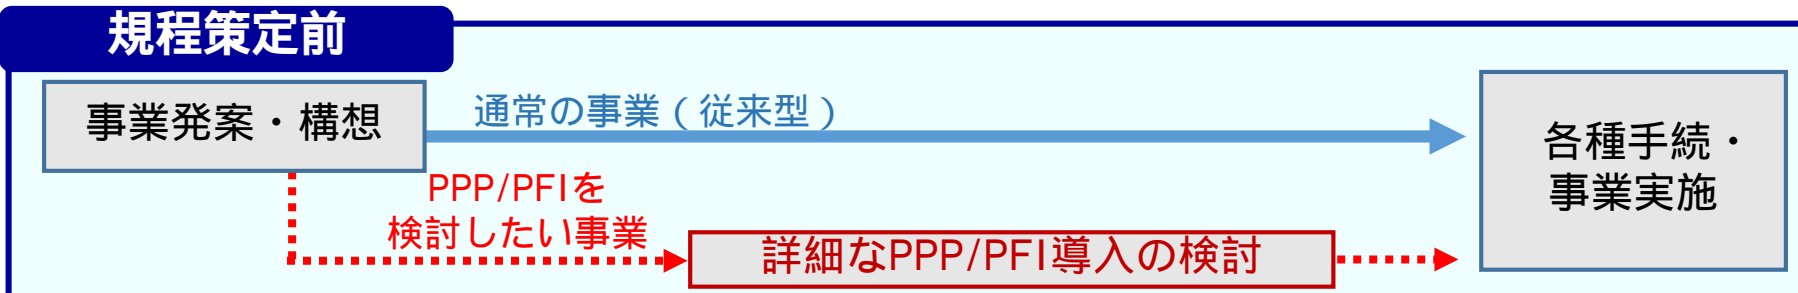 規程策定前
事業発案・構想
通常の事業（従来型）
PPP/PFIを
検討したい事業
詳細なPPP/PFI導入の検討
各種手続・
事業実施